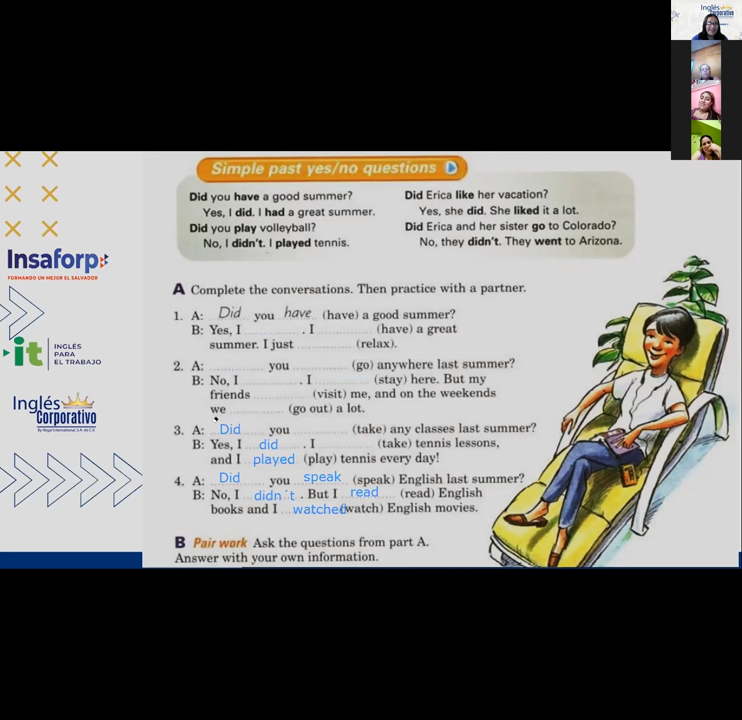 Inglés
Corporativo
Simple past yes/no questions
Did you have a good summer?
Yes, I did. I had a great summer.
Did you play volleyball?
No, I didn't. I played tennis.
Did Erica like her vacation?
Yes, she did. She liked it a lot.
Did Erica and her sister go to Colorado?
No, they didn't. They went to Arizona.
Insaforp
FORMANDO UN MEJOR EL SALVADOR
it INGLÉS
PARA
EL TRABAJO
Inglés
Corporativo
A Complete the conversations. Then practice with a partner.
1. A: Did you have (have) a good summer?
B: Yes, I ............ . I ............ (have) a great
summer. I just ............ (relax).
2. A: ............ you ............ (go) anywhere last summer?
B: No, I ............ . I ............ (stay) here. But my
friends ............ (visit) me, and on the weekends
we ............ (go out) a lot.
3. A: Did you ............ (take) any classes last summer?
B: Yes, I did . I ............ (take) tennis lessons,
and I played (play) tennis every day!
4. A: Did you speak (speak) English last summer?
B: No, I didn´t . But I read (read) English
books and I watched (watch) English movies.
B Pair work Ask the questions from part A.
Answer with your own information.